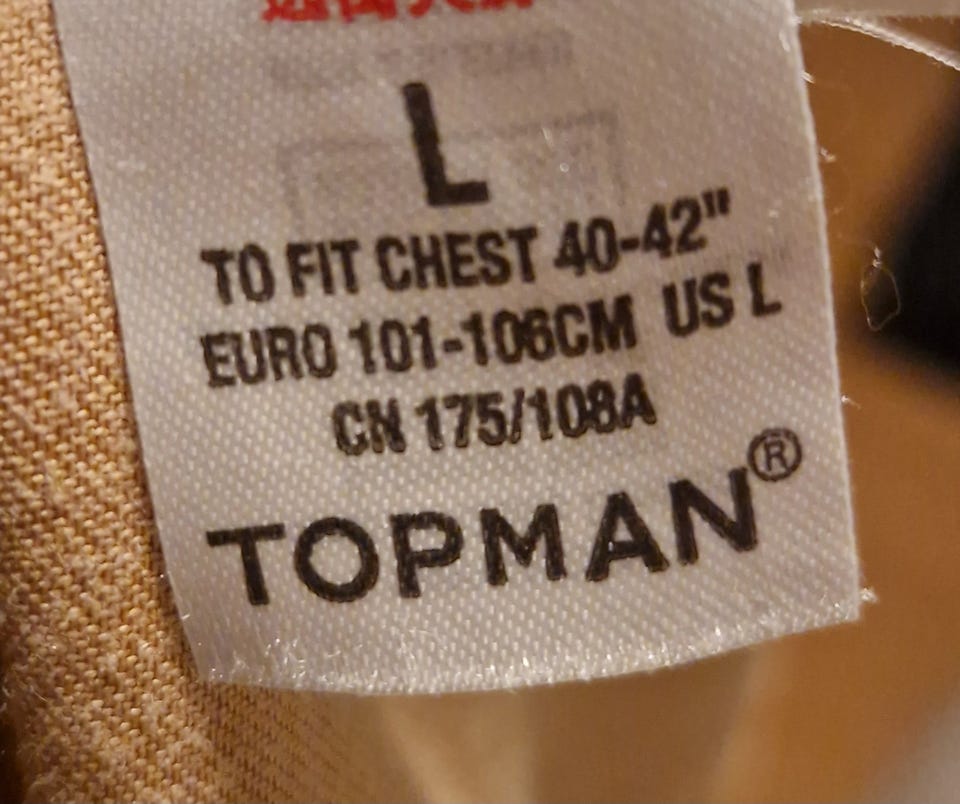 L
TO FIT CHEST 40-42"
EURO 101-106CM US L
CN 175/108A
TOPMAN®